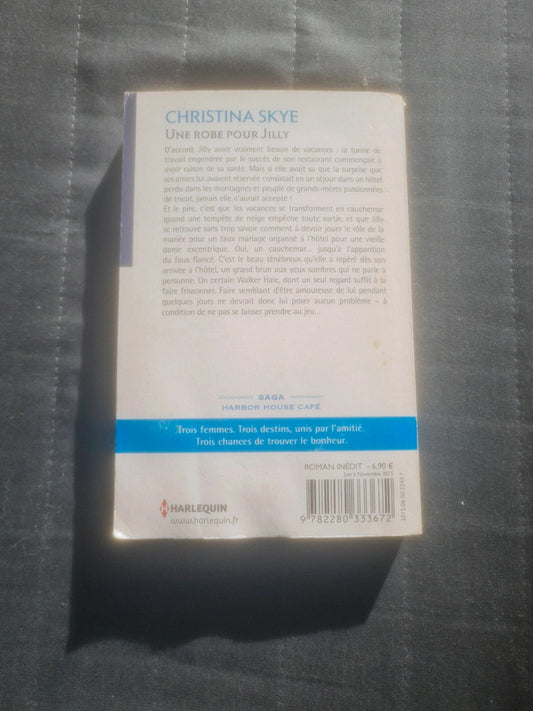 CHRISTINA SKYE
UNE ROBE POUR JILLY
D'accord, Jilly avait vraiment besoin de vacances : la tonne de
travail engendrée par le succès de son restaurant commençait à
avoir raison de sa santé. Mais si elle avait su que la surprise que
ses amies lui avaient réservée consistait en un séjour dans un hôtel
perdu dans les montagnes et peuplé de grands-mères passionnées...
de tricot, jamais elle n'aurait accepté !
Et le pire, c'est que les vacances se transforment en cauchemar
quand une tempête de neige empêche toute sortie, et que Jilly
se retrouve sans trop savoir comment à devoir jouer le rôle de la
mariée pour un faux mariage organisé à l'hôtel pour une vieille
dame excentrique. Oui, un cauchemar... jusqu'à l'apparition
du faux fiancé. C'est le beau ténébreux qu'elle a repéré dès son
arrivée à l'hôtel, un grand brun aux yeux sombres qui ne parle à
personne. Un certain Walker Hale, dont un seul regard suffit à la
faire frissonner. Faire semblant d'être amoureuse de lui pendant
quelques jours ne devrait donc lui poser aucun problème – à
condition de ne pas se laisser prendre au jeu...
SAGA
HARBOR HOUSE CAFÉ
Trois femmes. Trois destins, unis par l'amitié.
Trois chances de trouver le bonheur.
ROMAN INÉDIT - 6,90 €
Juin à Novembre 2015
HARLEQUIN
www.harlequin.fr
9 782280 333672
2015.06.50.2245.7